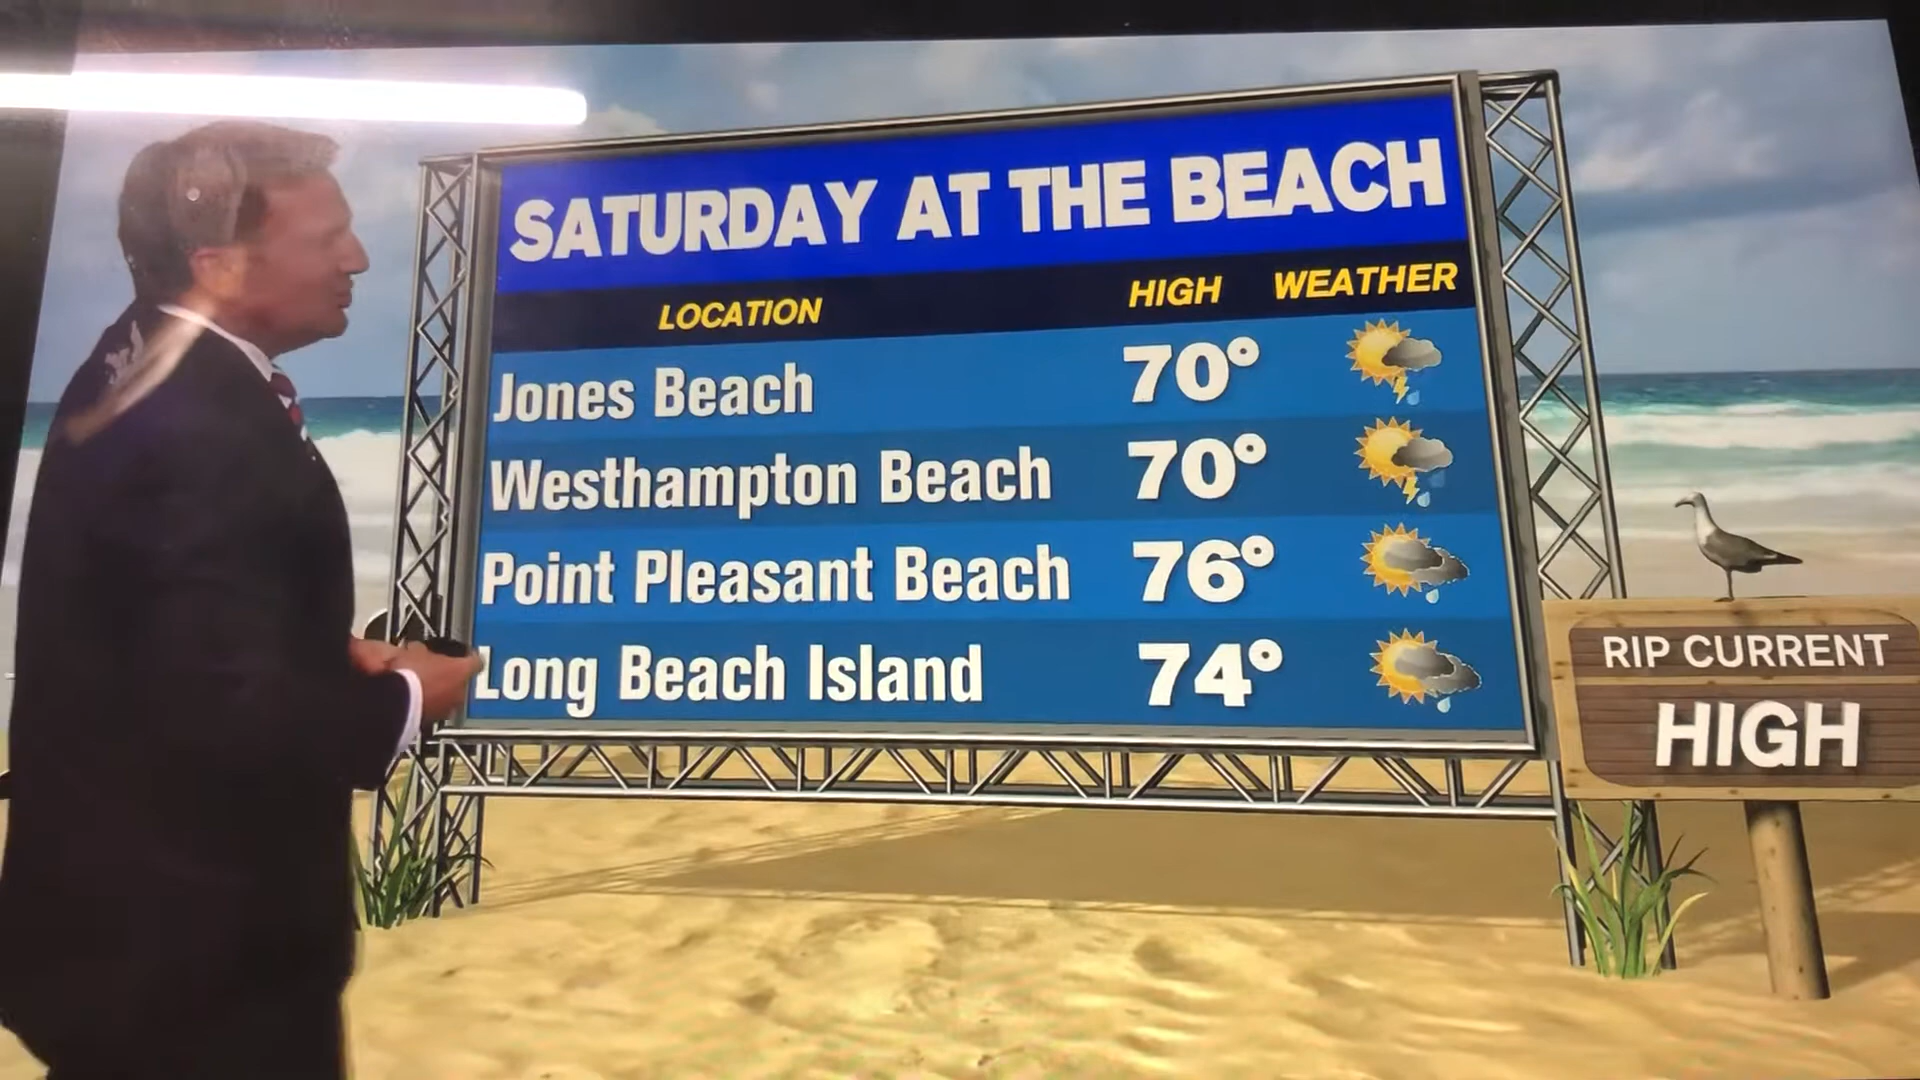 SATURDAY AT THE BEACH
LOCATION HIGH WEATHER
Jones Beach 70°
Westhampton Beach 70°
Point Pleasant Beach 76°
Long Beach Island 74°
RIP CURRENT
HIGH